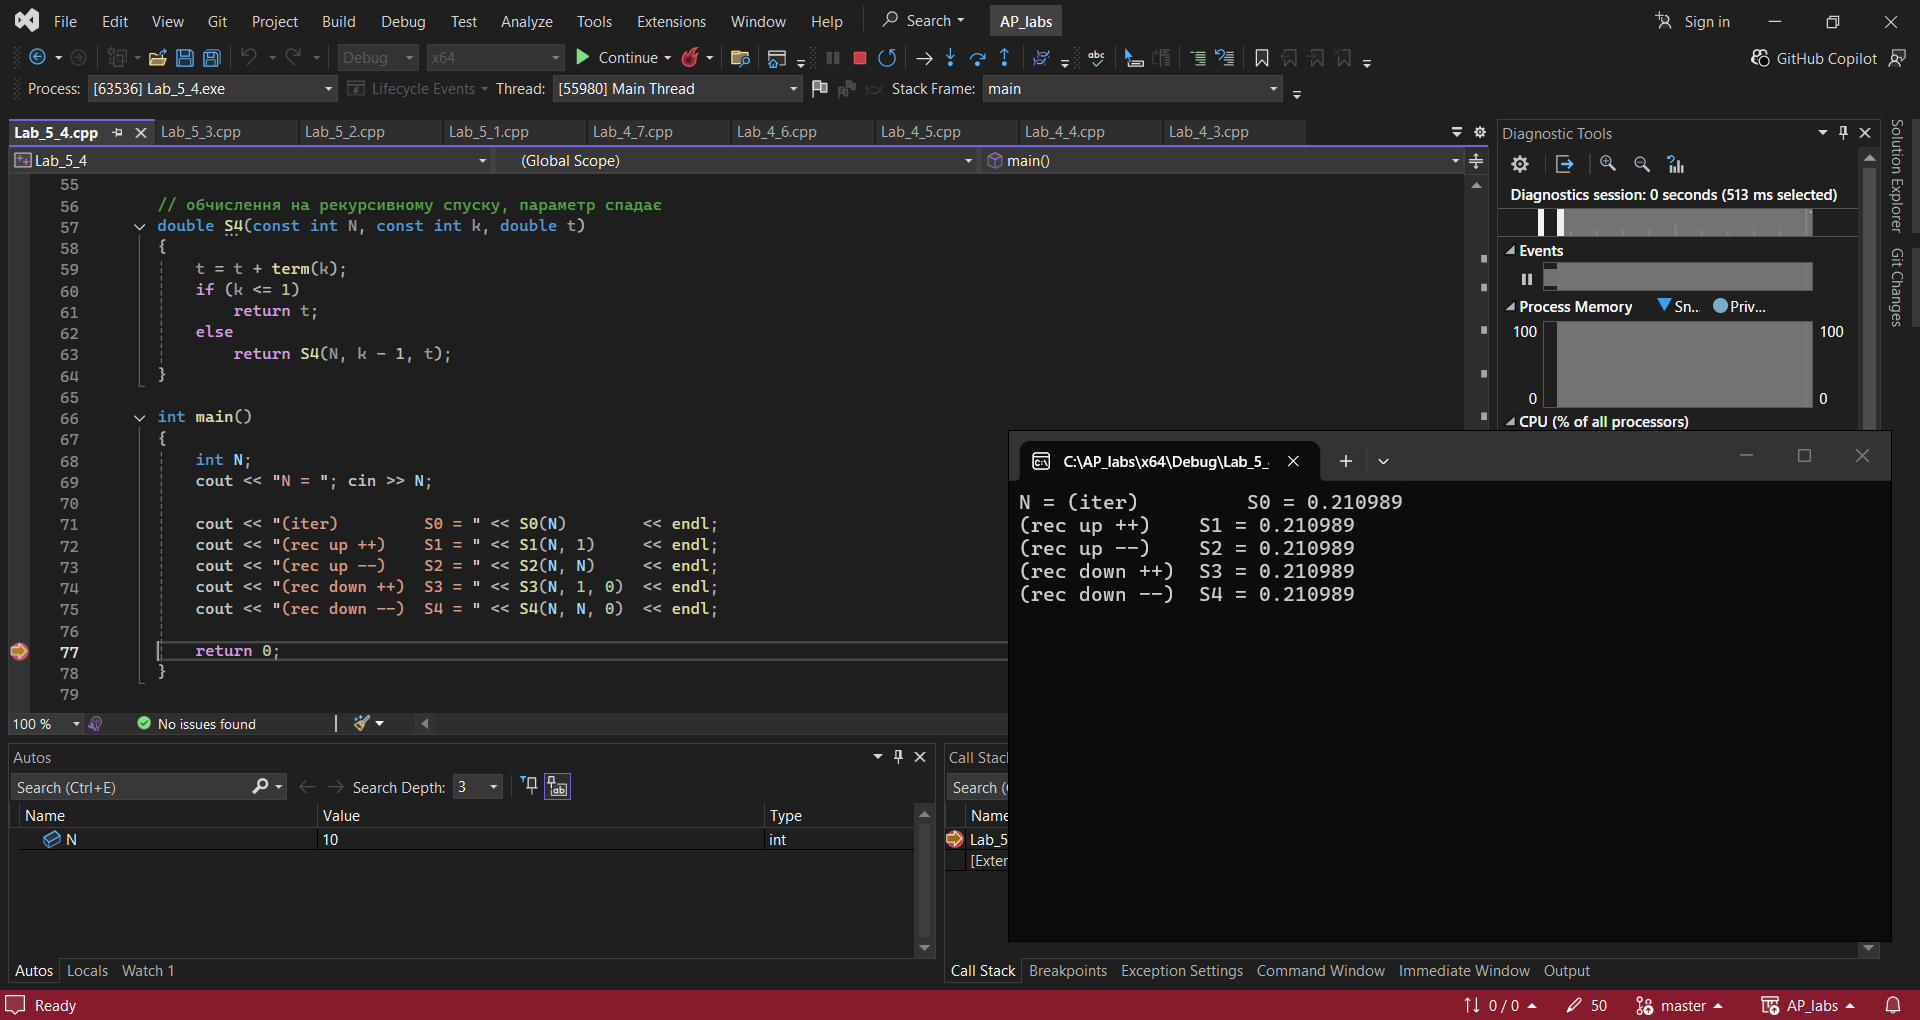 File Edit View Git Project Build Debug Test Analyze Tools Extensions Window Help Search AP_labs Sign in
Debug x64 Continue abc GitHub Copilot
Process: [63536] Lab_5_4.exe Lifecycle Events Thread: [55980] Main Thread Stack Frame: main
Lab_5_4.cpp Lab_5_3.cpp Lab_5_2.cpp Lab_5_1.cpp Lab_4_7.cpp Lab_4_6.cpp Lab_4_5.cpp Lab_4_4.cpp Lab_4_3.cpp
Lab_5_4 (Global Scope) main()
55
56 // обчислення на рекурсивному спуску, параметр спадає
57 double S4(const int N, const int k, double t)
58 {
59 t = t + term(k);
60 if (k <= 1)
61 return t;
62 else
63 return S4(N, k - 1, t);
64 }
65
66 int main()
67 {
68 int N;
69 cout << "N = "; cin >> N;
70
71 cout << "(iter) S0 = " << S0(N) << endl;
72 cout << "(rec up ++) S1 = " << S1(N, 1) << endl;
73 cout << "(rec up --) S2 = " << S2(N, N) << endl;
74 cout << "(rec down ++) S3 = " << S3(N, 1, 0) << endl;
75 cout << "(rec down --) S4 = " << S4(N, N, 0) << endl;
76
77 return 0;
78 }
79
100 % No issues found
Diagnostic Tools
Diagnostics session: 0 seconds (513 ms selected)
Events
Process Memory Sn... Priv...
100 100
0 0
CPU (% of all processors)
Solution Explorer
Git Changes
C:\AP_labs\x64\Debug\Lab_5_
N = (iter) S0 = 0.210989
(rec up ++) S1 = 0.210989
(rec up --) S2 = 0.210989
(rec down ++) S3 = 0.210989
(rec down --) S4 = 0.210989
Autos
Search (Ctrl+E) Search Depth: 3
Name Value Type
N 10 int
Autos Locals Watch 1
Call Stac
Search (
Name
Lab_5
[Exter
Call Stack Breakpoints Exception Settings Command Window Immediate Window Output
Ready 0 / 0 50 master AP_labs